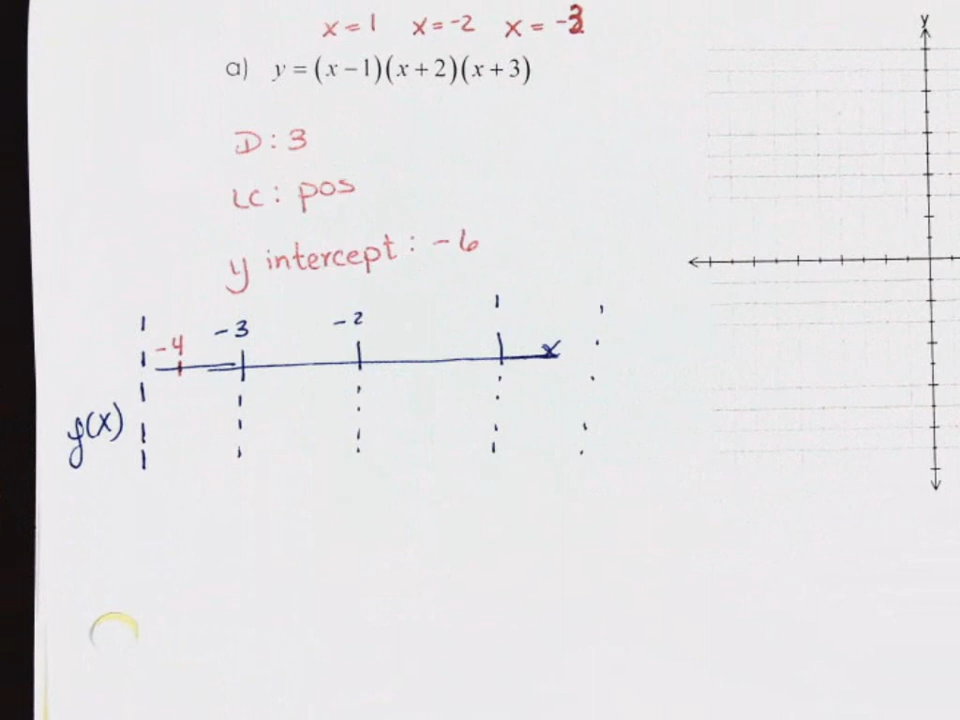 x = 1 x = -2 x = -3
a) y = (x − 1)(x + 2)(x + 3)
D : 3
LC : pos
y intercept : -6
-4 -3 -2 1
x
f(x)
y